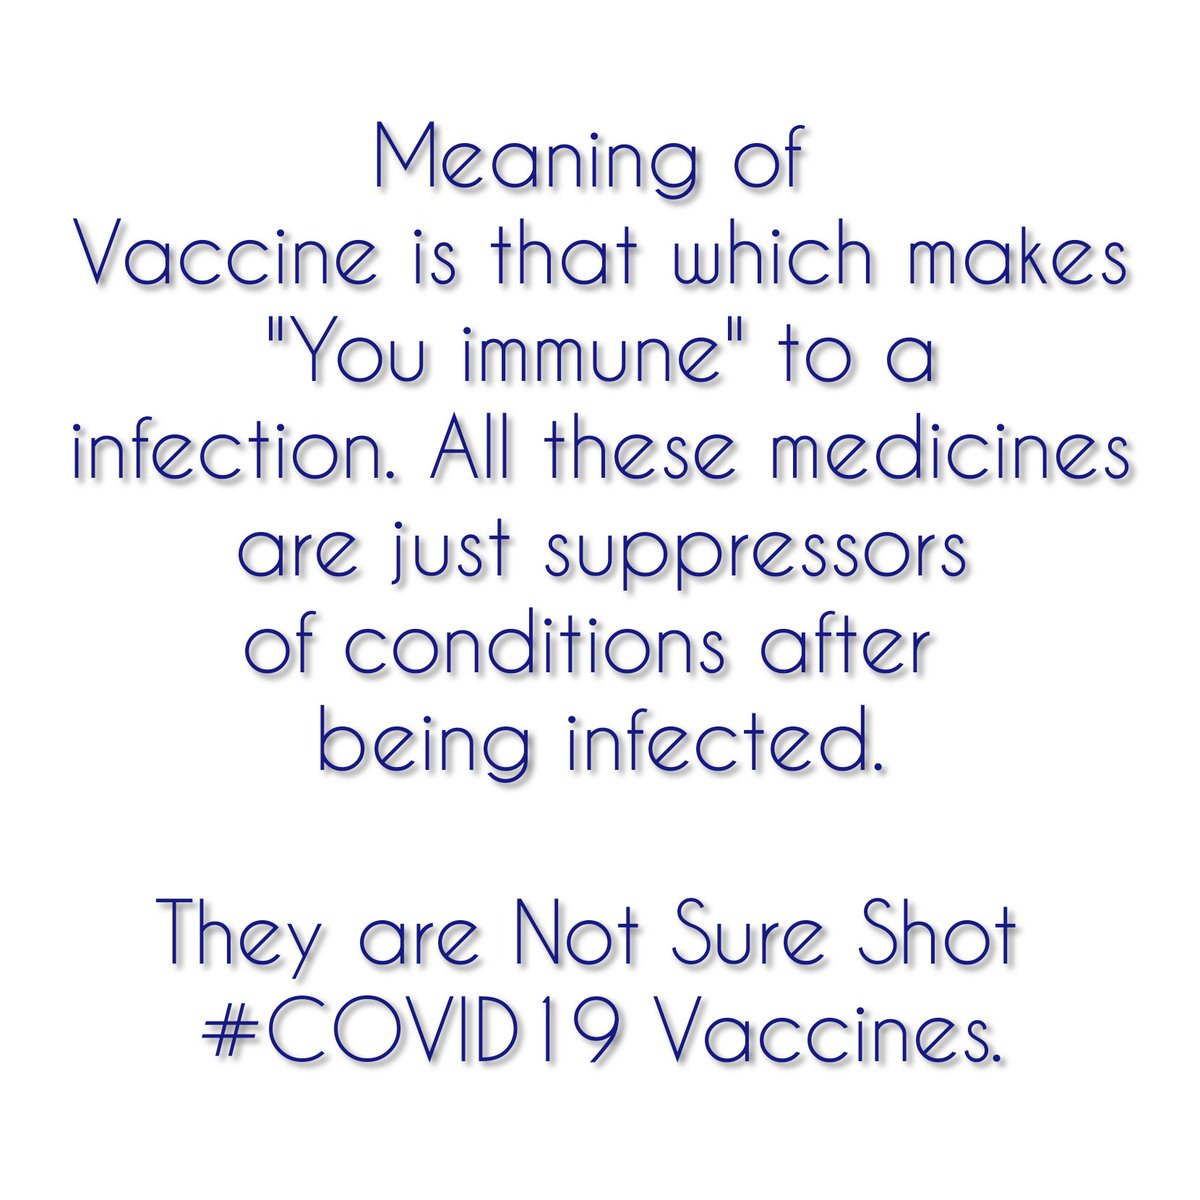 Meaning of
Vaccine is that which makes
"You immune" to a
infection. All these medicines
are just suppressors
of conditions after
being infected.
They are Not Sure Shot
#COVID19 Vaccines.